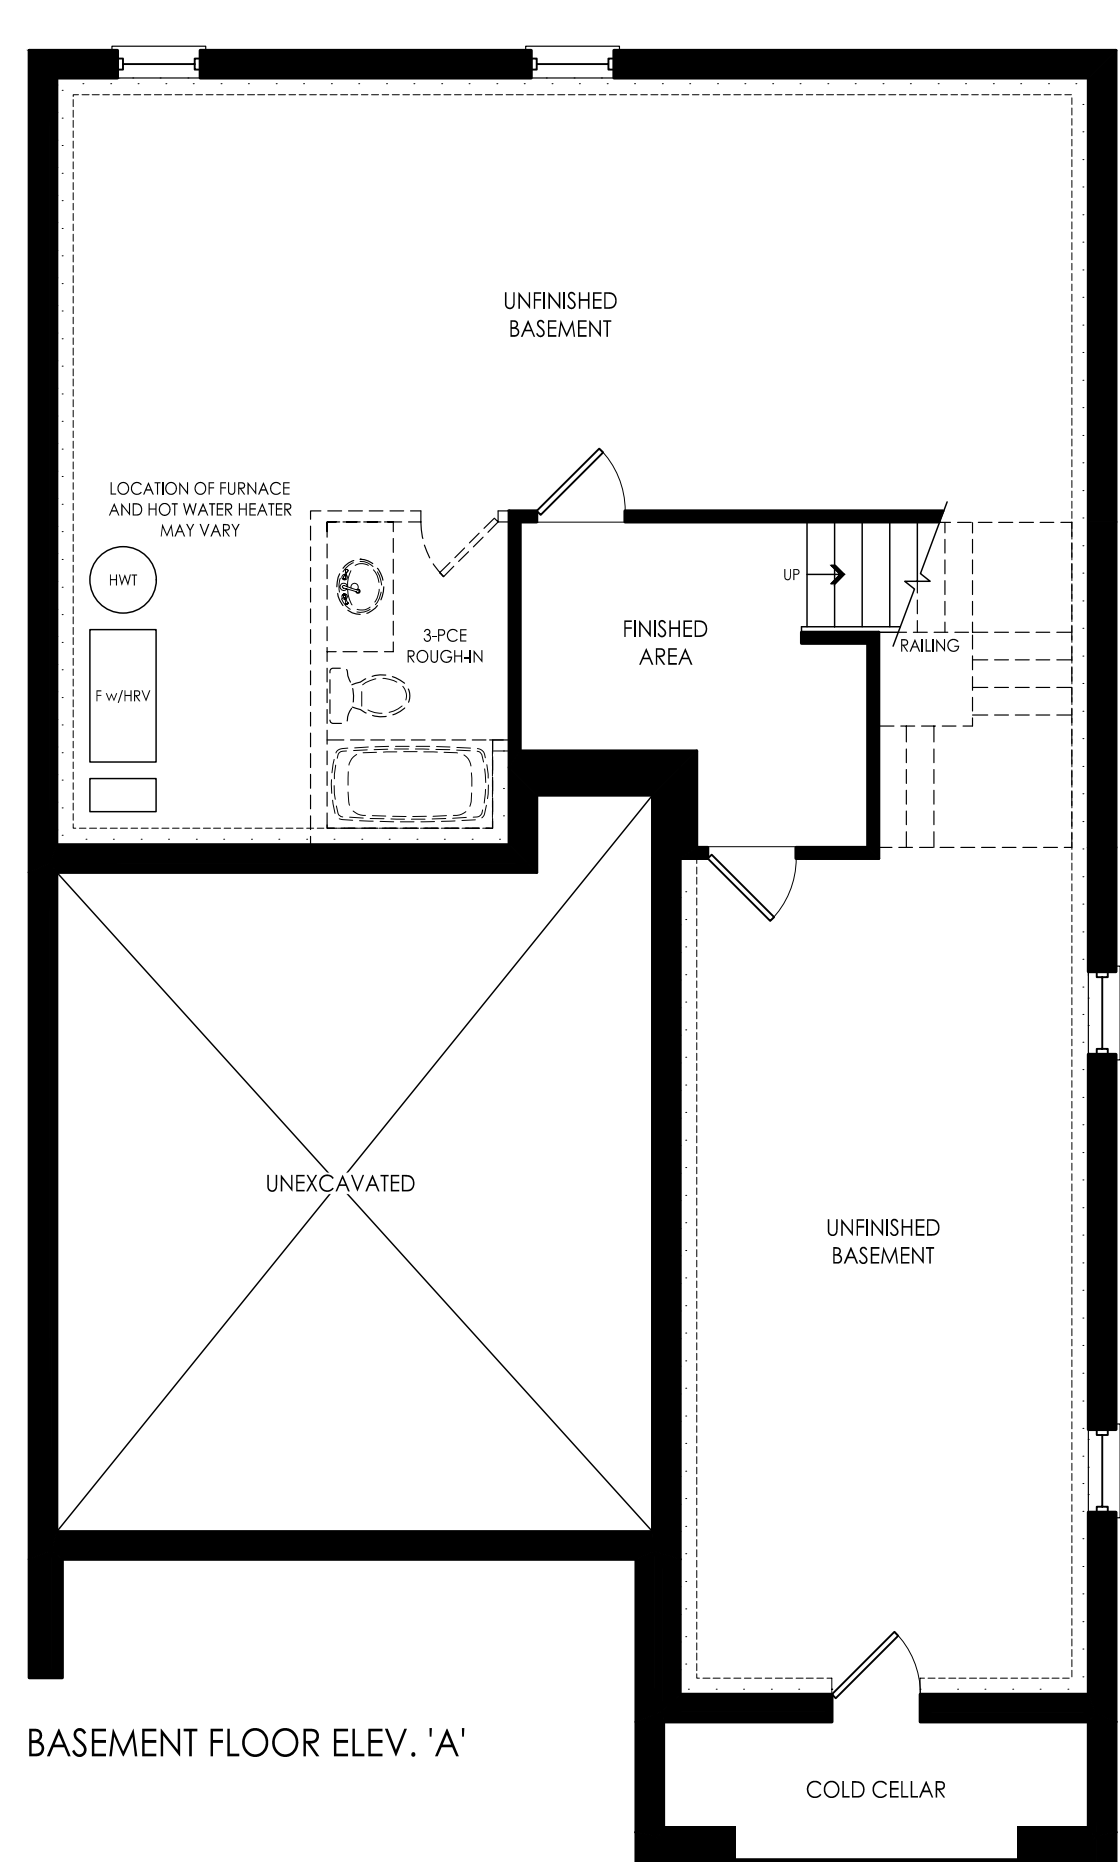 UNFINISHED
BASEMENT
LOCATION OF FURNACE
AND HOT WATER HEATER
MAY VARY
HWT
F w/HRV
3-PCE
ROUGH-IN
UP
FINISHED
AREA
RAILING
UNEXCAVATED
UNFINISHED
BASEMENT
BASEMENT FLOOR ELEV. 'A'
COLD CELLAR